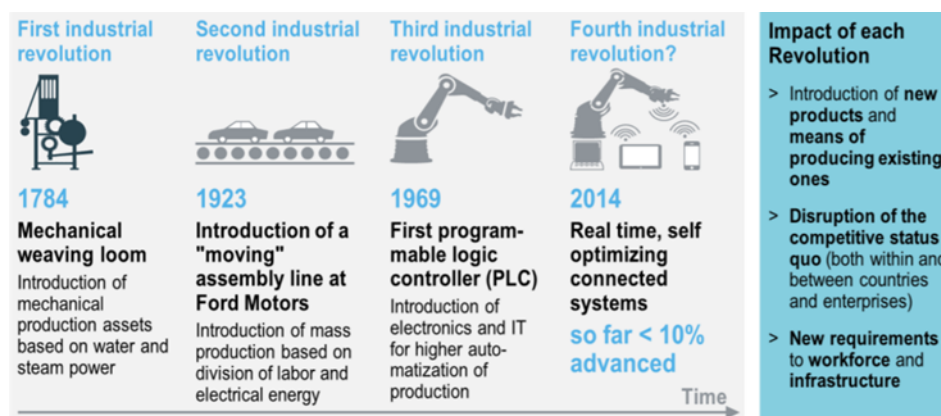 First industrial
revolution
1784
Mechanical
weaving loom
Introduction of
mechanical
production assets
based on water and
steam power
Second industrial
revolution
1923
Introduction of a
"moving"
assembly line at
Ford Motors
Introduction of mass
production based on
division of labor and
electrical energy
Third industrial
revolution
1969
First program-
mable logic
controller (PLC)
Introduction of
electronics and IT
for higher auto-
matization of
production
Fourth industrial
revolution?
2014
Real time, self
optimizing
connected
systems
so far < 10%
advanced
Time
Impact of each
Revolution
> Introduction of new
products and
means of
producing existing
ones
> Disruption of the
competitive status
quo (both within and
between countries
and enterprises)
> New requirements
to workforce and
infrastructure